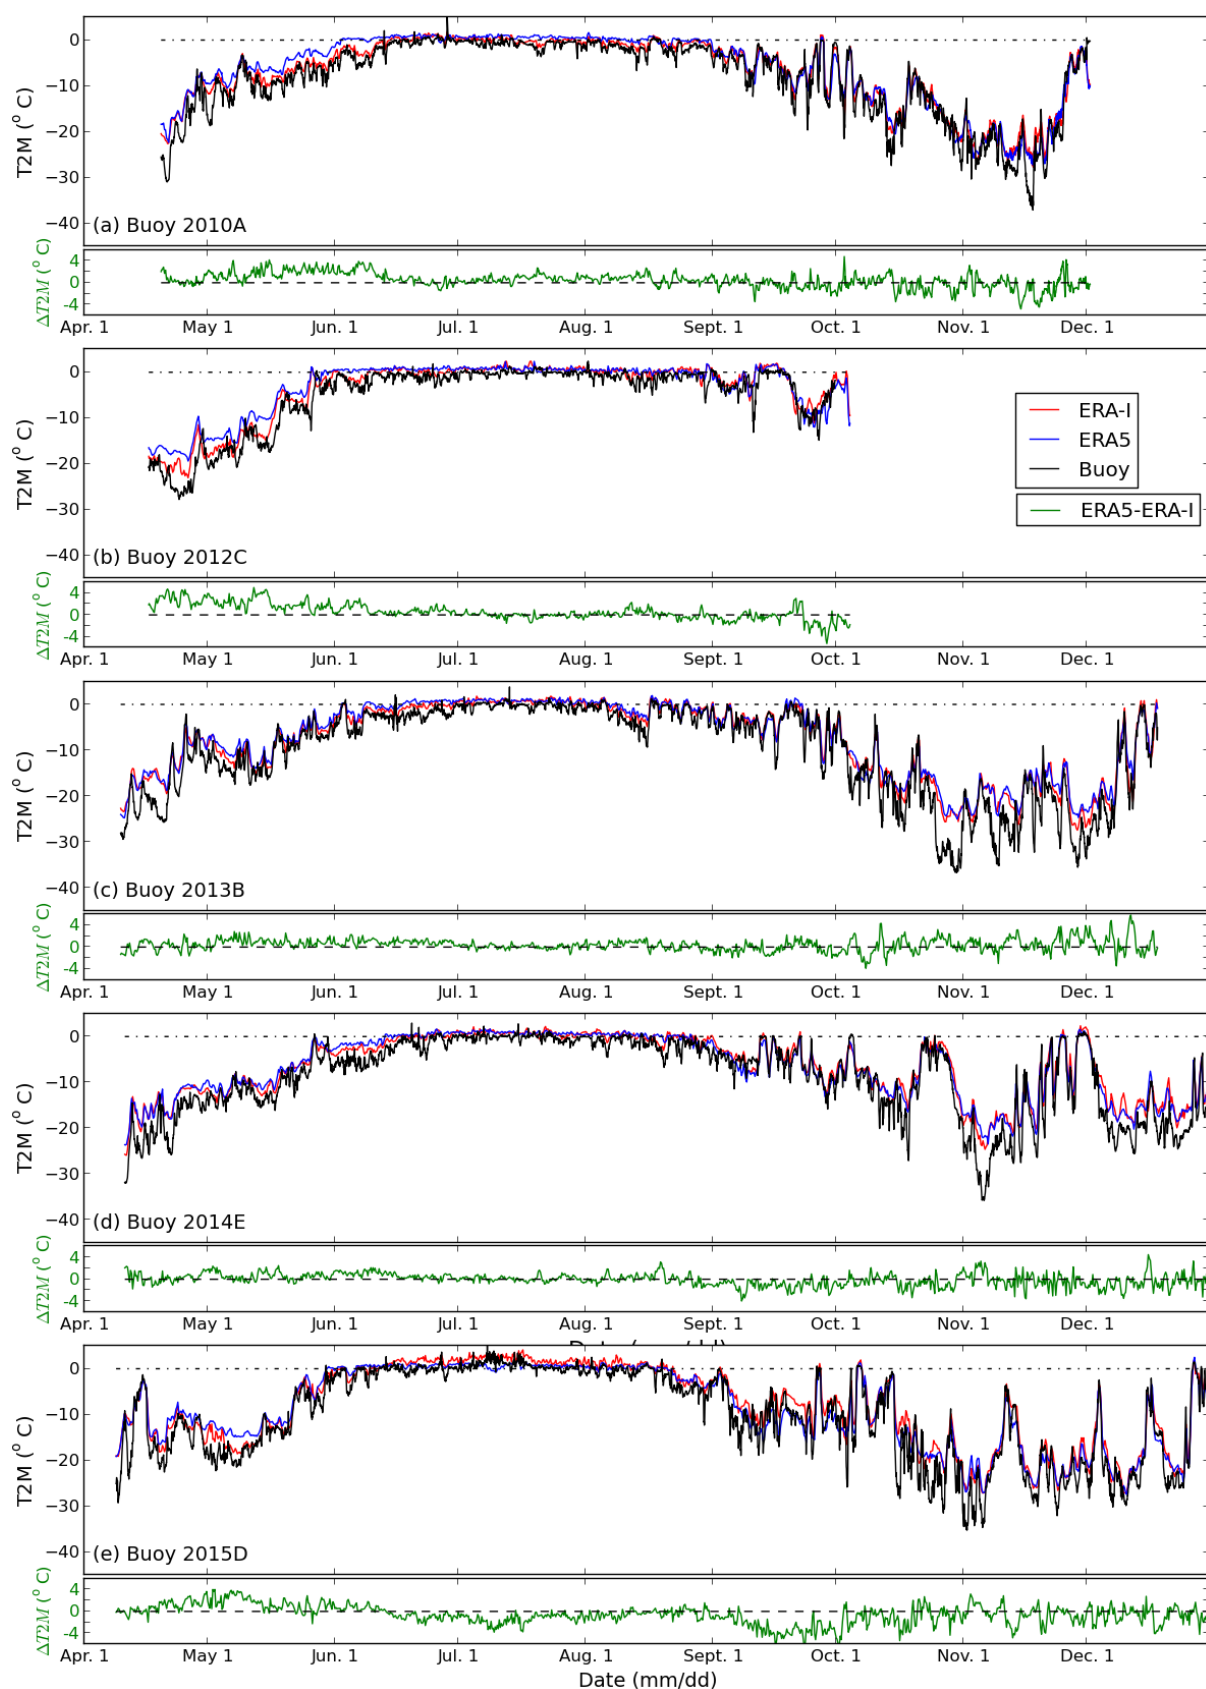 0
−10
−20
−30
−40
T2M (° C)
(a) Buoy 2010A
4
0
-4
ΔT2M (° C)
Apr. 1 May 1 Jun. 1 Jul. 1 Aug. 1 Sept. 1 Oct. 1 Nov. 1 Dec. 1
0
−10
−20
−30
−40
T2M (° C)
ERA-I
ERA5
Buoy
ERA5-ERA-I
(b) Buoy 2012C
4
0
-4
ΔT2M (° C)
Apr. 1 May 1 Jun. 1 Jul. 1 Aug. 1 Sept. 1 Oct. 1 Nov. 1 Dec. 1
0
−10
−20
−30
−40
T2M (° C)
(c) Buoy 2013B
4
0
-4
ΔT2M (° C)
Apr. 1 May 1 Jun. 1 Jul. 1 Aug. 1 Sept. 1 Oct. 1 Nov. 1 Dec. 1
0
−10
−20
−30
−40
T2M (° C)
(d) Buoy 2014E
4
0
-4
ΔT2M (° C)
Apr. 1 May 1 Jun. 1 Jul. 1 Aug. 1 Sept. 1 Oct. 1 Nov. 1 Dec. 1
0
−10
−20
−30
−40
T2M (° C)
(e) Buoy 2015D
4
0
-4
ΔT2M (° C)
Apr. 1 May 1 Jun. 1 Jul. 1 Aug. 1 Sept. 1 Oct. 1 Nov. 1 Dec. 1
Date (mm/dd)